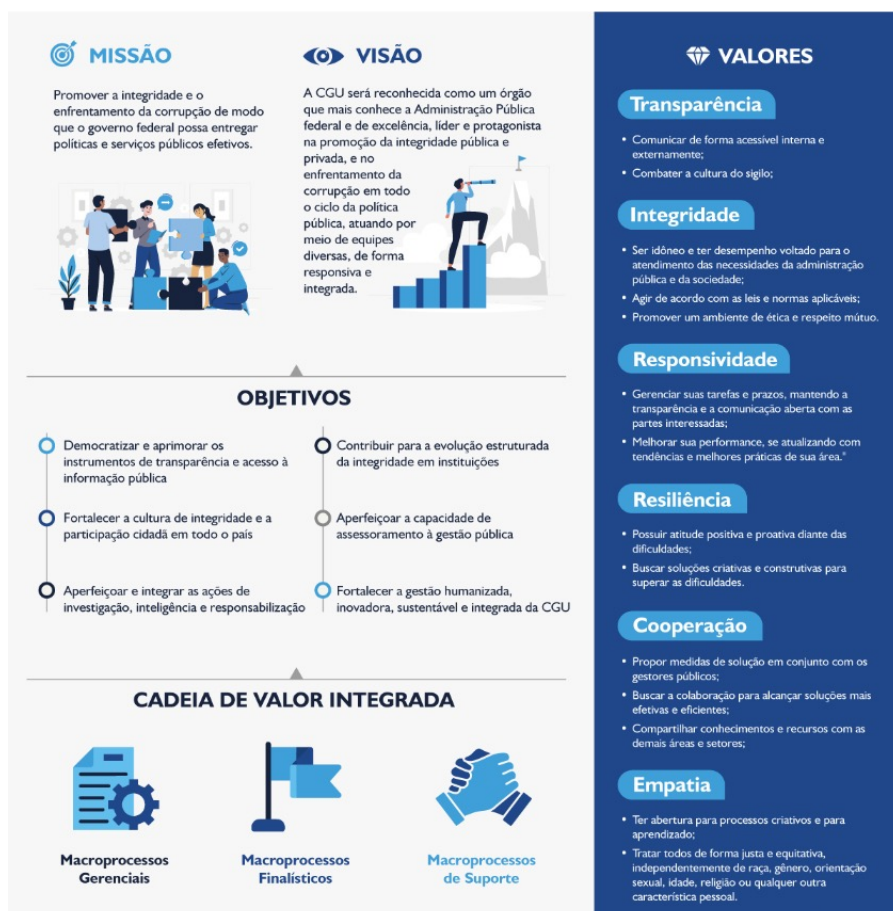 MISSÃO
Promover a integridade e o
enfrentamento da corrupção de modo
que o governo federal possa entregar
políticas e serviços públicos efetivos.
VISÃO
A CGU será reconhecida como um órgão
que mais conhece a Administração Pública
federal e de excelência, líder e protagonista
na promoção da integridade pública e
privada, e no
enfrentamento da
corrupção em todo
o ciclo da política
pública, atuando por
meio de equipes
diversas, de forma
responsiva e
integrada.
OBJETIVOS
Democratizar e aprimorar os
instrumentos de transparência e acesso à
informação pública
Fortalecer a cultura de integridade e a
participação cidadã em todo o país
Aperfeiçoar e integrar as ações de
investigação, inteligência e responsabilização
Contribuir para a evolução estruturada
da integridade em instituições
Aperfeiçoar a capacidade de
assessoramento à gestão pública
Fortalecer a gestão humanizada,
inovadora, sustentável e integrada da CGU
CADEIA DE VALOR INTEGRADA
Macroprocessos
Gerenciais
Macroprocessos
Finalísticos
Macroprocessos
de Suporte
VALORES
Transparência
• Comunicar de forma acessível interna e
externamente;
• Combater a cultura do sigilo;
Integridade
• Ser idôneo e ter desempenho voltado para o
atendimento das necessidades da administração
pública e da sociedade;
• Agir de acordo com as leis e normas aplicáveis;
• Promover um ambiente de ética e respeito mútuo.
Responsividade
• Gerenciar suas tarefas e prazos, mantendo a
transparência e a comunicação aberta com as
partes interessadas;
• Melhorar sua performance, se atualizando com
tendências e melhores práticas de sua área."
Resiliência
• Possuir atitude positiva e proativa diante das
dificuldades;
• Buscar soluções criativas e construtivas para
superar as dificuldades.
Cooperação
• Propor medidas de solução em conjunto com os
gestores públicos;
• Buscar a colaboração para alcançar soluções mais
efetivas e eficientes;
• Compartilhar conhecimentos e recursos com as
demais áreas e setores;
Empatia
• Ter abertura para processos criativos e para
aprendizado;
• Tratar todos de forma justa e equitativa,
independentemente de raça, gênero, orientação
sexual, idade, religião ou qualquer outra
característica pessoal.